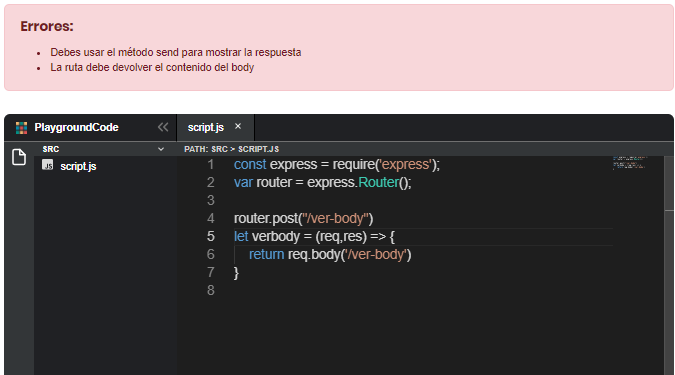 Errores:
Debes usar el método send para mostrar la respuesta
La ruta debe devolver el contenido del body
PlaygroundCode
script.js ×
SRC
PATH: SRC > SCRIPT.JS
JS script.js
1 const express = require('express');
2 var router = express.Router();
3
4 router.post("/ver-body")
5 let verbody = (req,res) => {
6 return req.body('/ver-body')
7 }
8